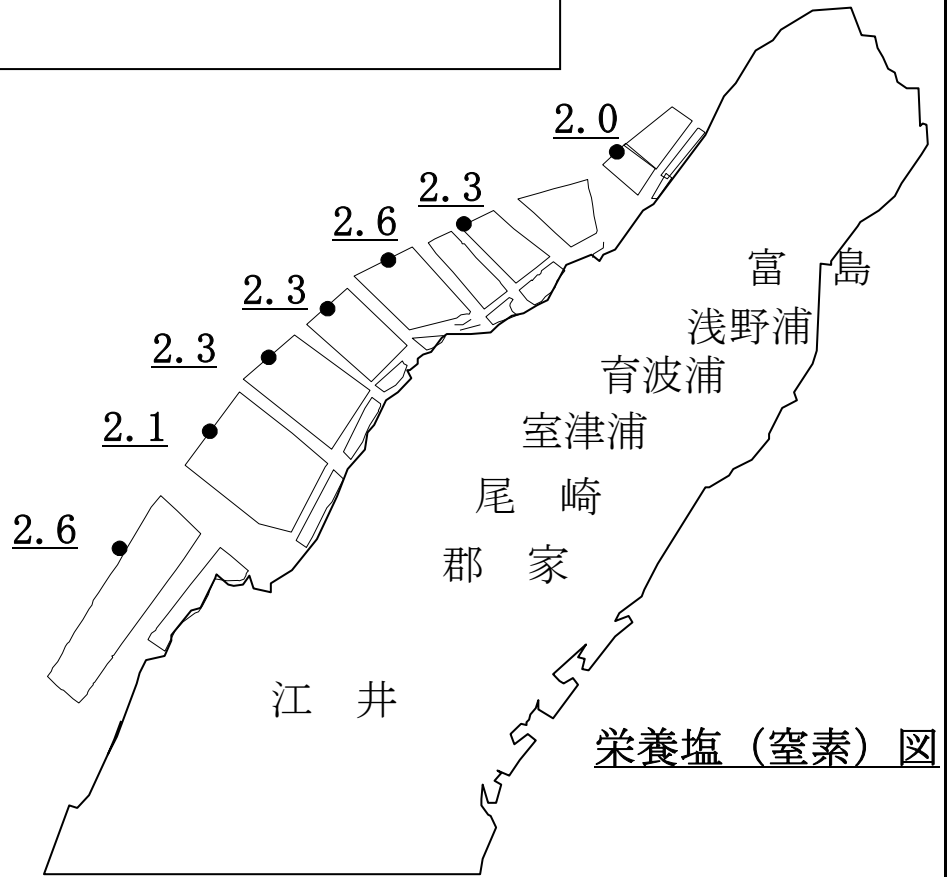 2.0
2.3
2.6
2.3
2.3
2.1
2.6
富 島
浅野浦
育波浦
室津浦
尾 崎
郡 家
江 井
栄養塩（窒素）図